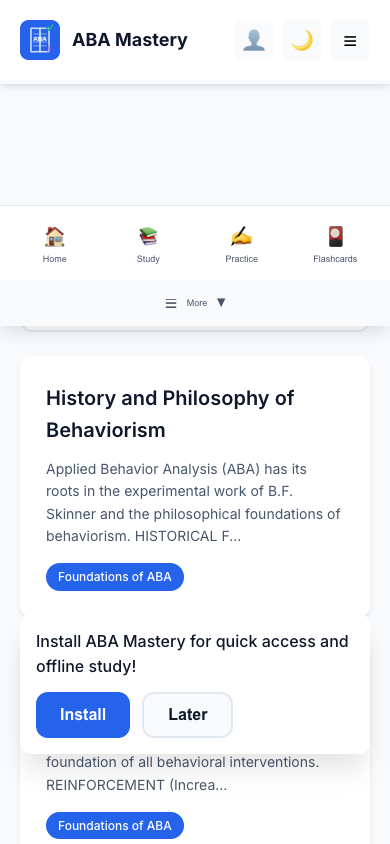 ABA
ABA Mastery
Home
Study
Practice
Flashcards
More
History and Philosophy of
Behaviorism
Applied Behavior Analysis (ABA) has its
roots in the experimental work of B.F.
Skinner and the philosophical foundations of
behaviorism. HISTORICAL F...
Foundations of ABA
Install ABA Mastery for quick access and
offline study!
Install
Later
foundation of all behavioral interventions.
REINFORCEMENT (Increa...
Foundations of ABA